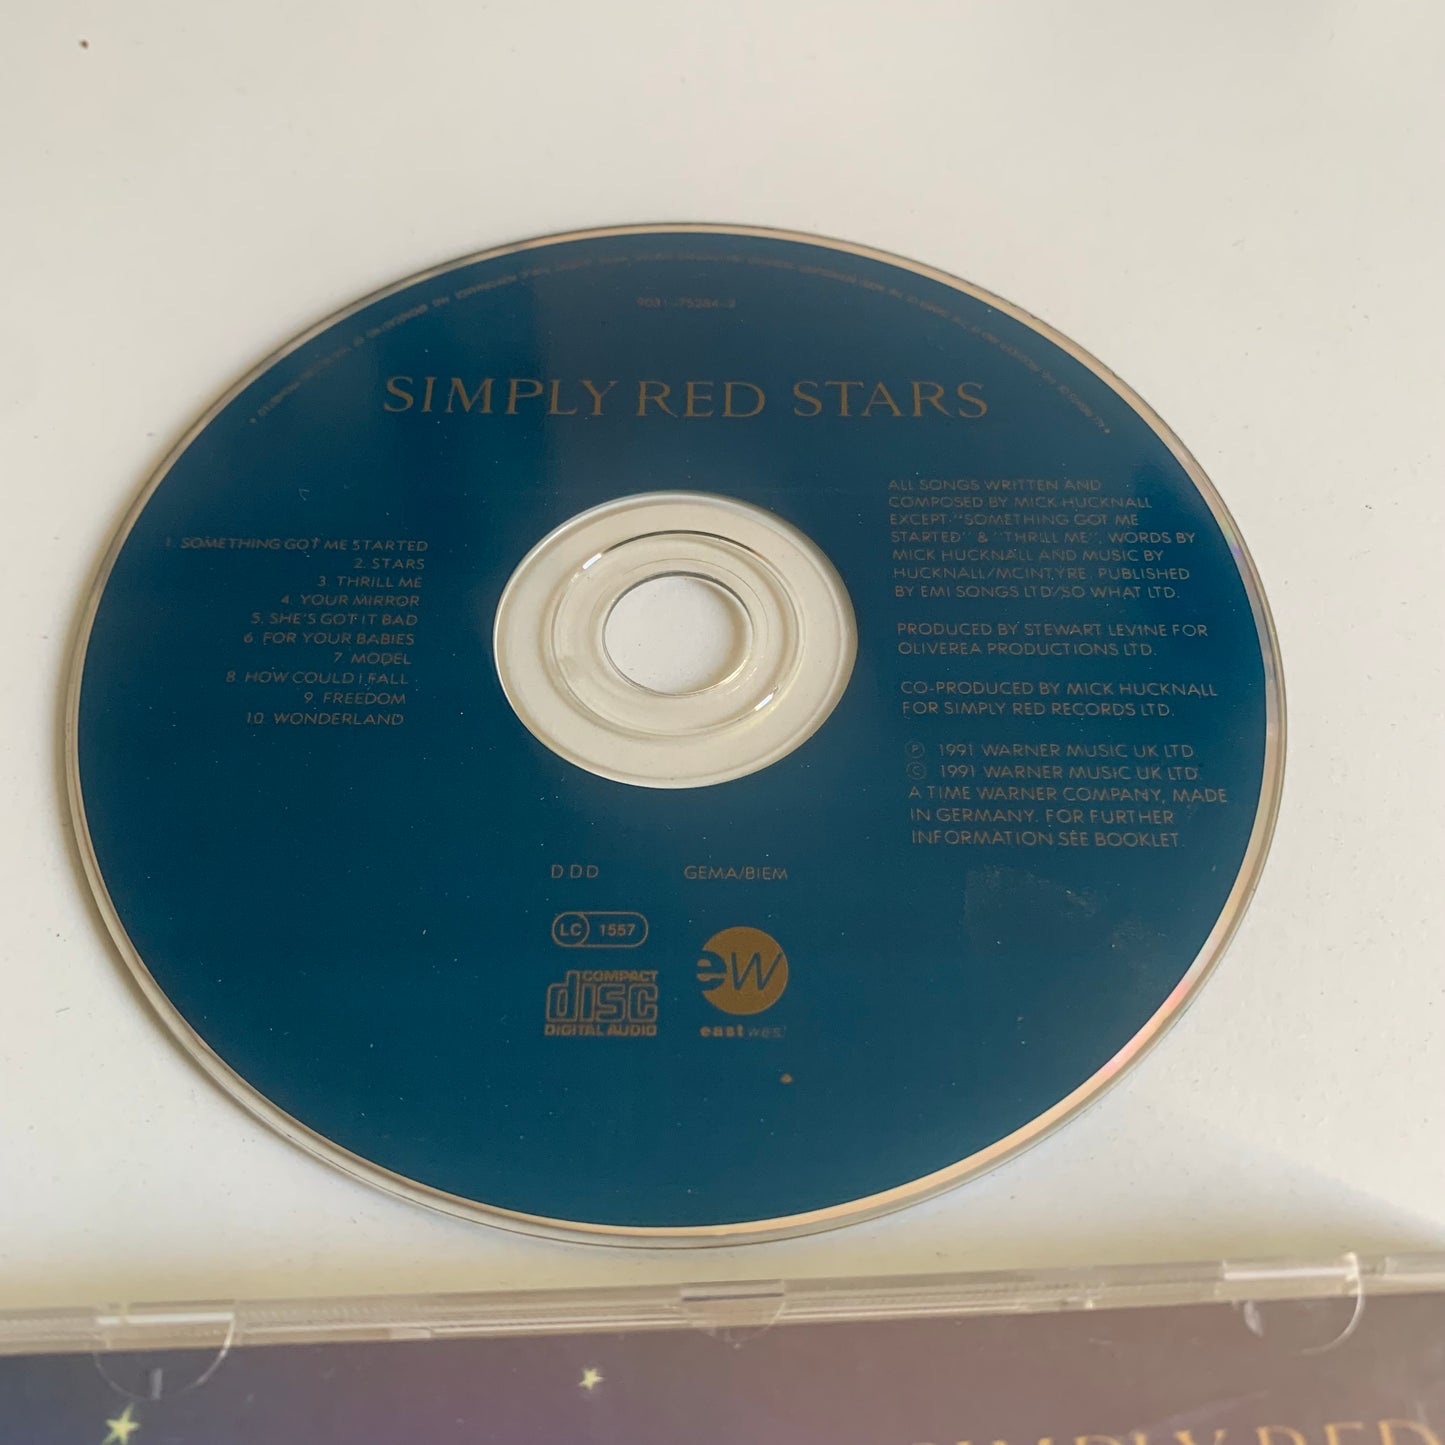 9031-75284-2
SIMPLY RED STARS
1. SOMETHING GOT ME STARTED
2. STARS
3. THRILL ME
4. YOUR MIRROR
5. SHE'S GOT IT BAD
6. FOR YOUR BABIES
7. MODEL
8. HOW COULD I FALL
9. FREEDOM
10. WONDERLAND
ALL SONGS WRITTEN AND
COMPOSED BY MICK HUCKNALL
EXCEPT "SOMETHING GOT ME
STARTED" & "THRILL ME", WORDS BY
MICK HUCKNALL AND MUSIC BY
HUCKNALL/MCINTYRE. PUBLISHED
BY EMI SONGS LTD/SO WHAT LTD.
PRODUCED BY STEWART LEVINE FOR
OLIVEREA PRODUCTIONS LTD.
CO-PRODUCED BY MICK HUCKNALL
FOR SIMPLY RED RECORDS LTD.
℗ 1991 WARNER MUSIC UK LTD
© 1991 WARNER MUSIC UK LTD
A TIME WARNER COMPANY, MADE
IN GERMANY. FOR FURTHER
INFORMATION SEE BOOKLET.
DDD
GEMA/BIEM
LC 1557
COMPACT
disc
DIGITAL AUDIO
ew
eastwest
SIMPLY RED